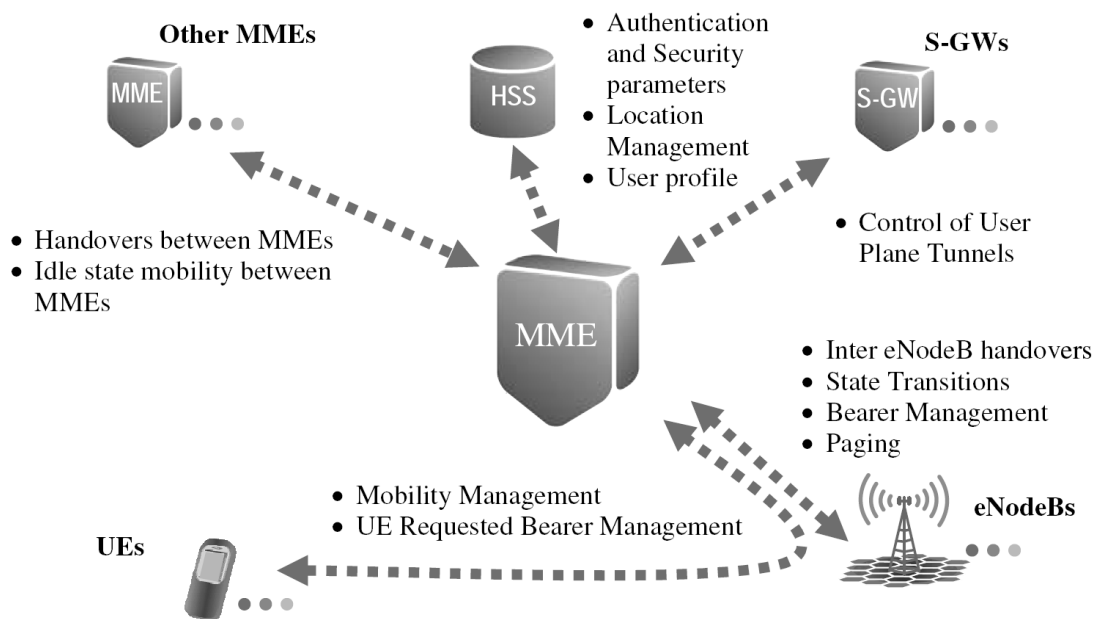 Other MMEs
MME
HSS
• Authentication
and Security
parameters
• Location
Management
• User profile
S-GWs
S-GW
• Handovers between MMEs
• Idle state mobility between
MMEs
• Control of User
Plane Tunnels
MME
• Inter eNodeB handovers
• State Transitions
• Bearer Management
• Paging
• Mobility Management
• UE Requested Bearer Management
eNodeBs
UEs